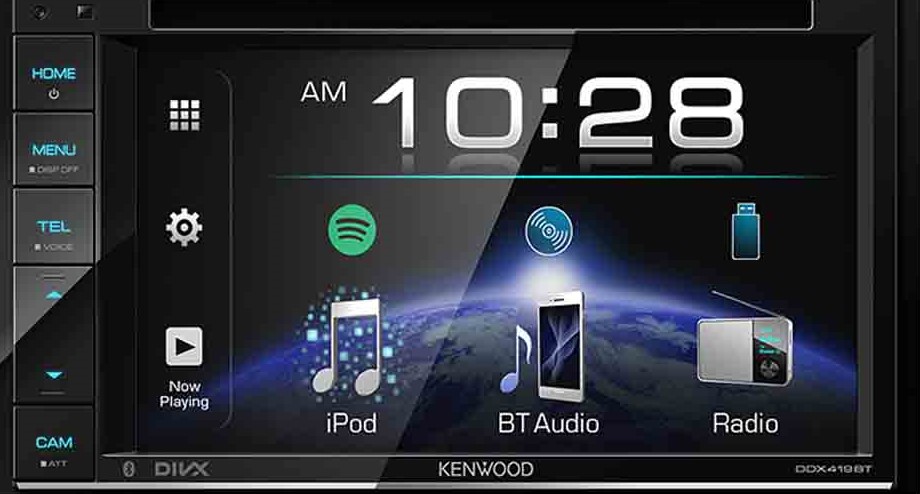 HOME
MENU
DISP OFF
TEL
VOICE
CAM
ATT
AM 10:28
Now
Playing
iPod
BT Audio
Radio
DIVX
KENWOOD
DDX419BT